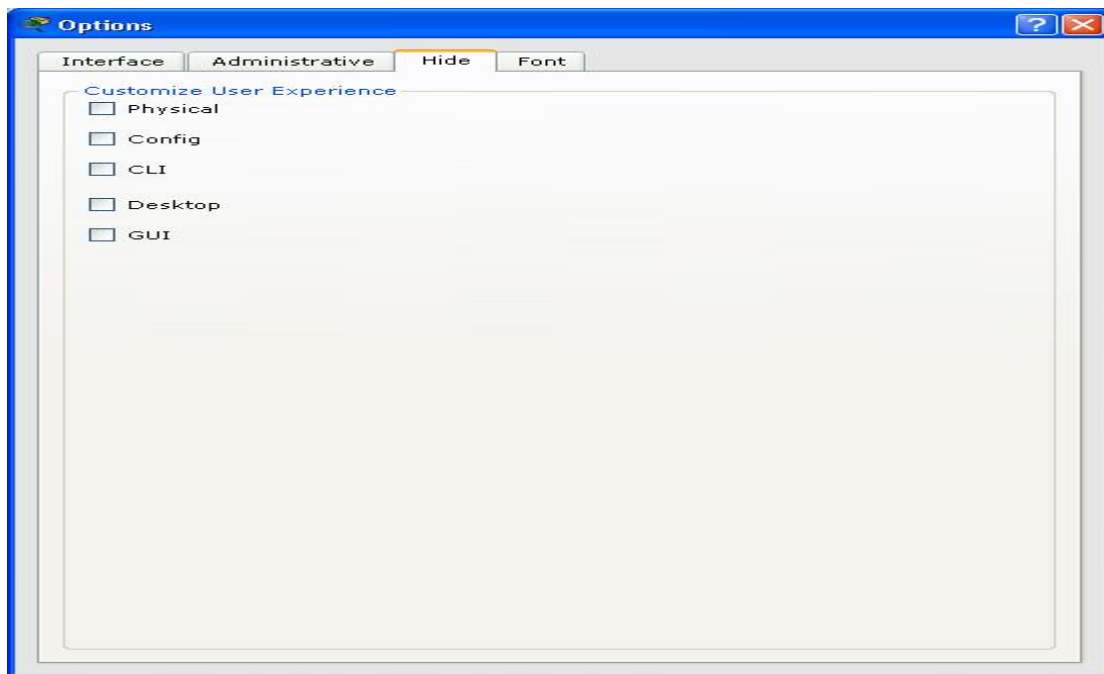 Options
Interface Administrative Hide Font
Customize User Experience
Physical
Config
CLI
Desktop
GUI